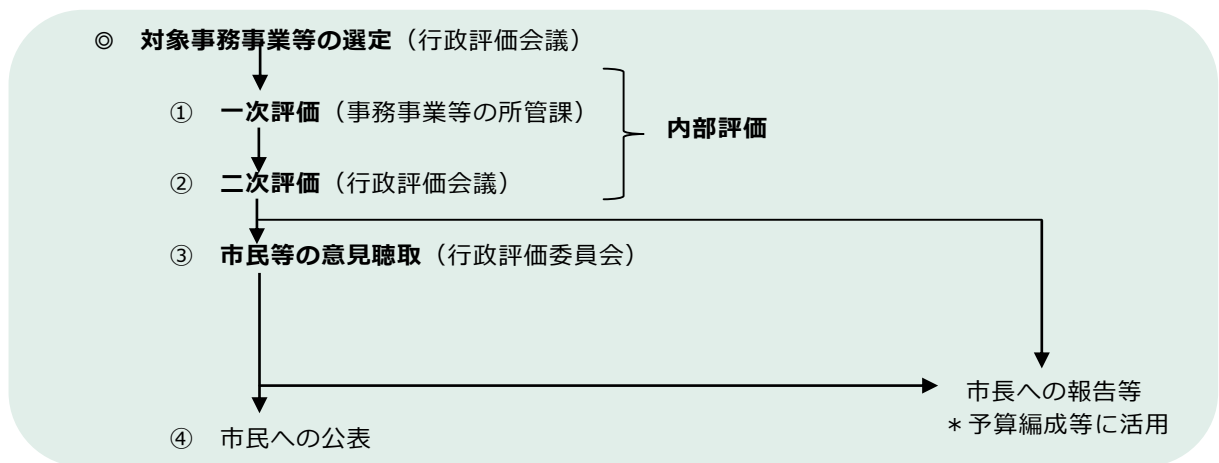 ◎ 対象事務事業等の選定（行政評価会議）
① 一次評価（事務事業等の所管課）
内部評価
② 二次評価（行政評価会議）
③ 市民等の意見聴取（行政評価委員会）
市長への報告等
＊予算編成等に活用
④ 市民への公表